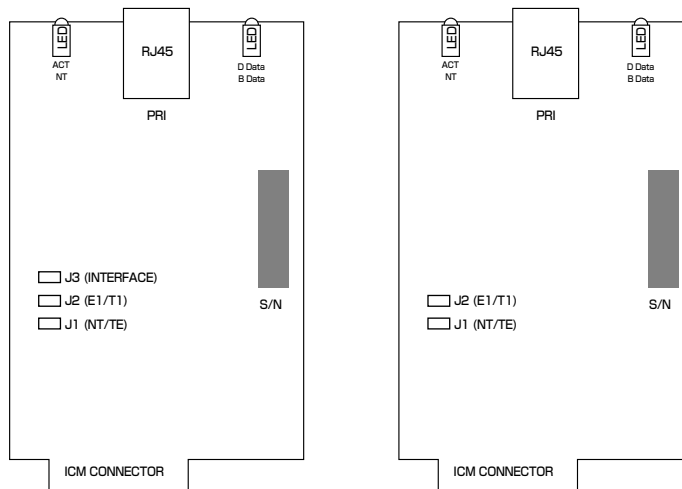 LED
RJ45
LED
ACT
NT
D Data
B Data
PRI
J3 (INTERFACE)
J2 (E1/T1)
J1 (NT/TE)
S/N
ICM CONNECTOR
LED
RJ45
LED
ACT
NT
D Data
B Data
PRI
J2 (E1/T1)
J1 (NT/TE)
S/N
ICM CONNECTOR